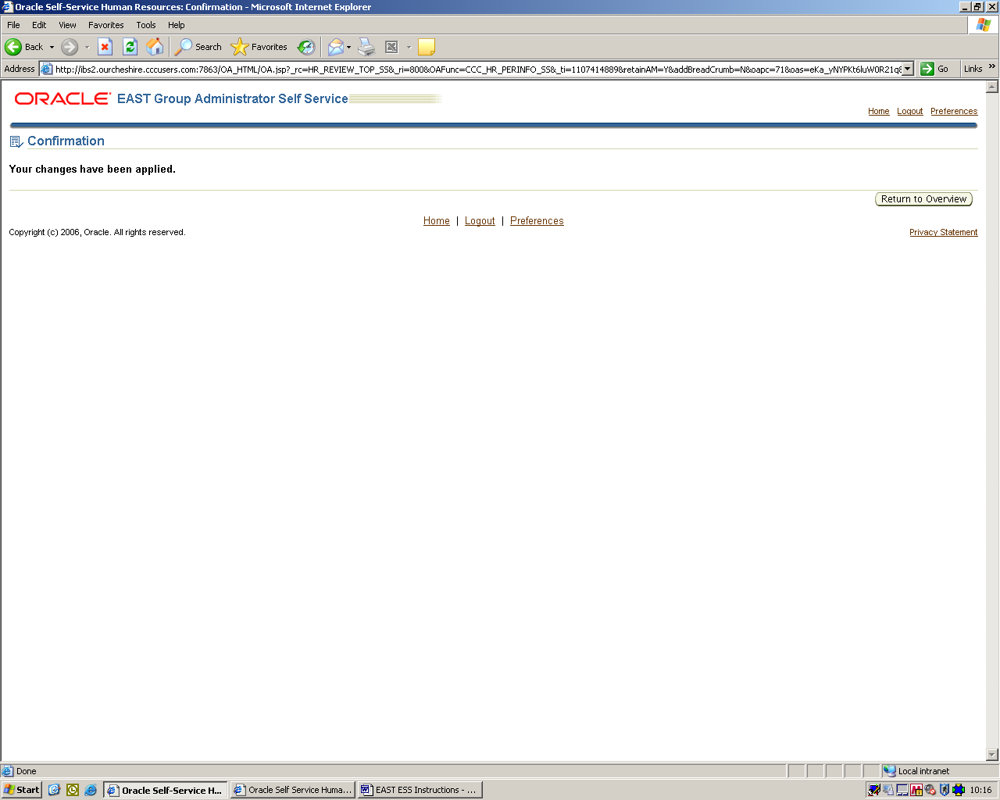 Oracle Self-Service Human Resources: Confirmation - Microsoft Internet Explorer
File Edit View Favorites Tools Help
Back Search Favorites
Address http://ibs2.ourcheshire.cccusers.com:7863/OA_HTML/OA.jsp?_rc=HR_REVIEW_TOP_SS&_ri=800&OAFunc=CCC_HR_PERINFO_SS&_ti=1107414889&retainAM=Y&addBreadCrumb=N&oapc=71&oas=eKa_yNYPKt6luW0R21q8 Go Links »
ORACLE EAST Group Administrator Self Service
Home Logout Preferences
Confirmation
Your changes have been applied.
Return to Overview
Home | Logout | Preferences
Copyright (c) 2006, Oracle. All rights reserved. Privacy Statement
Done Local intranet
Start Oracle Self-Service H... Oracle Self Service Huma... EAST ESS Instructions - ... 10:16